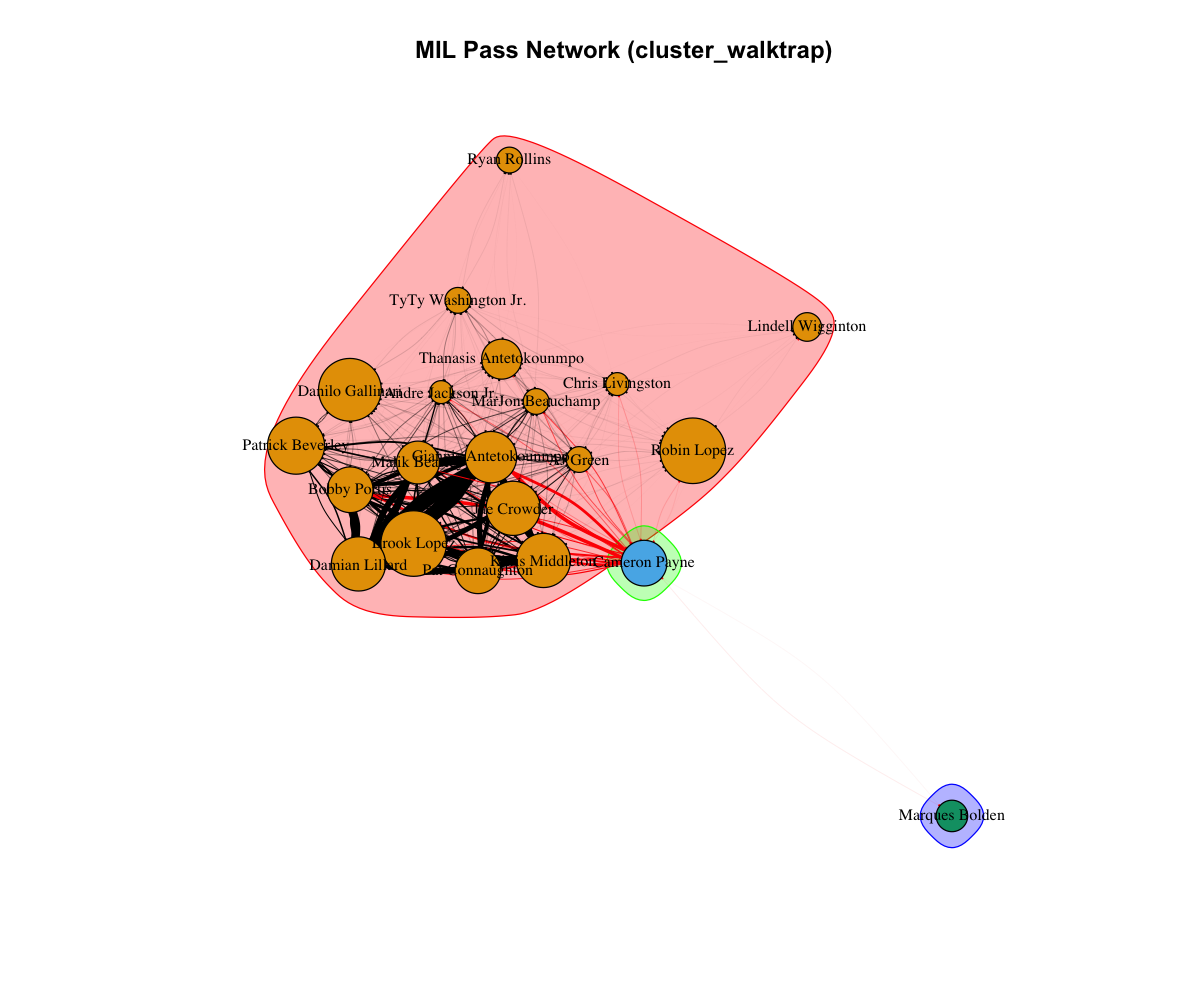 MIL Pass Network (cluster_walktrap)
Ryan Rollins
TyTy Washington Jr.
Lindell Wigginton
Thanasis Antetokounmpo
Chris Livingston
Danilo Gallinari
Andre Jackson Jr.
MarJon Beauchamp
Patrick Beverley
Robin Lopez
Giannis Antetokounmpo
Malik
AJ Green
Bobby Portis
Jae Crowder
Brook Lopez
Damian Lillard
Pat Connaughton
Khris Middleton
Cameron Payne
Marques Bolden